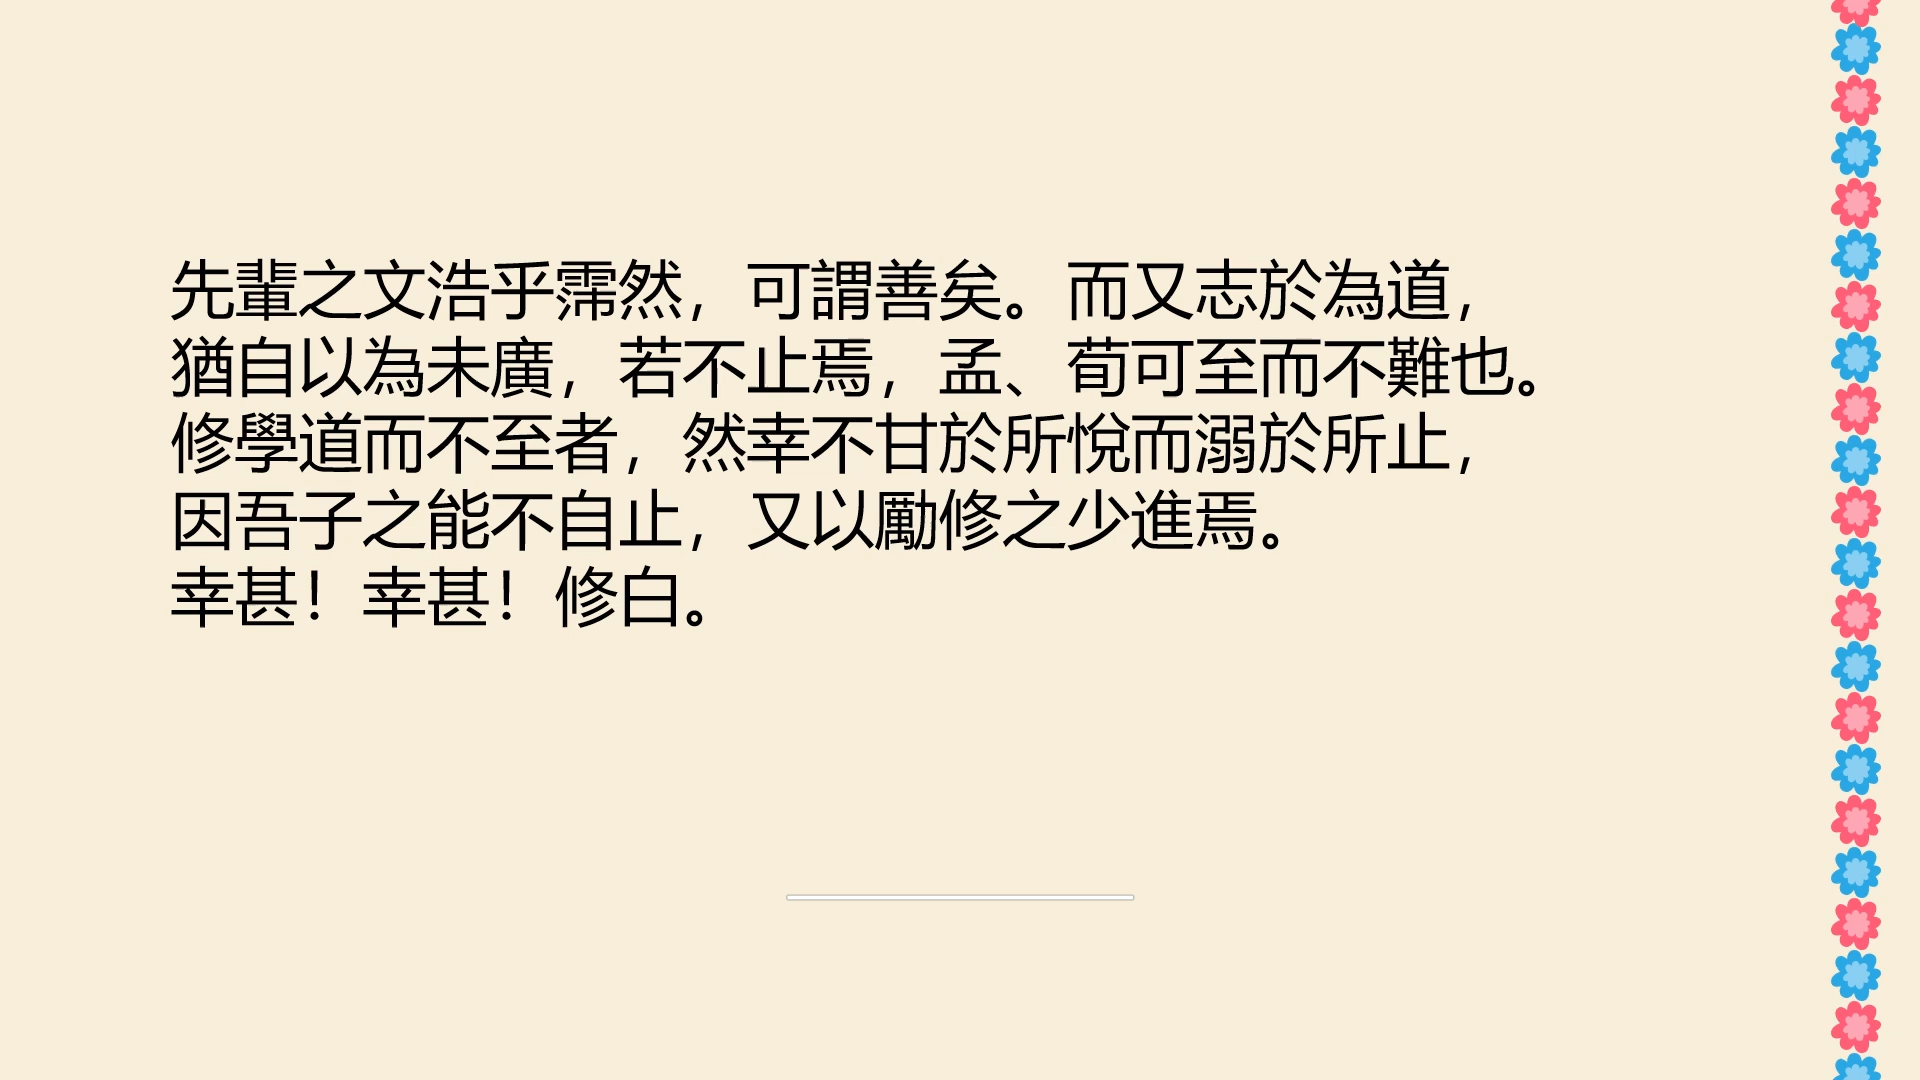 先輩之文浩乎霈然，可謂善矣。而又志於為道，
猶自以為未廣，若不止焉，孟、荀可至而不難也。
修學道而不至者，然幸不甘於所悅而溺於所止，
因吾子之能不自止，又以勵修之少進焉。
幸甚！幸甚！修白。